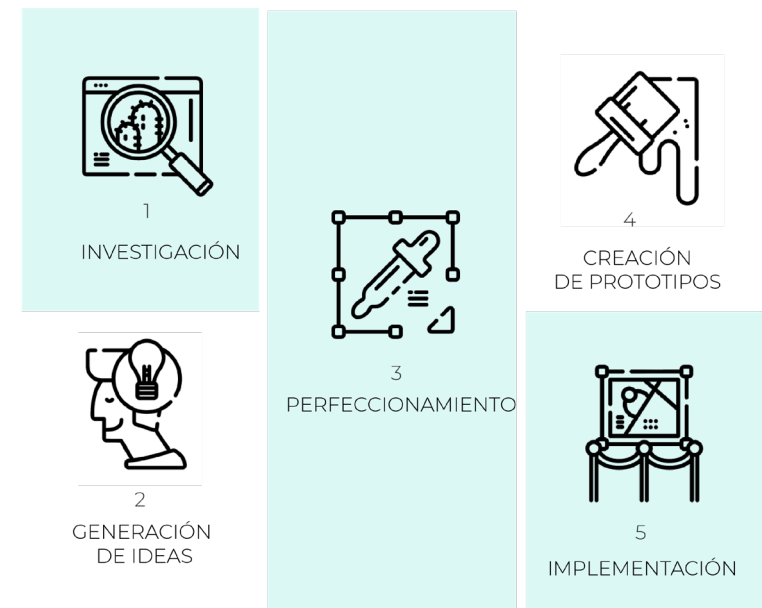 1
INVESTIGACIÓN
2
GENERACIÓN
DE IDEAS
3
PERFECCIONAMIENTO
4
CREACIÓN
DE PROTOTIPOS
5
IMPLEMENTACIÓN